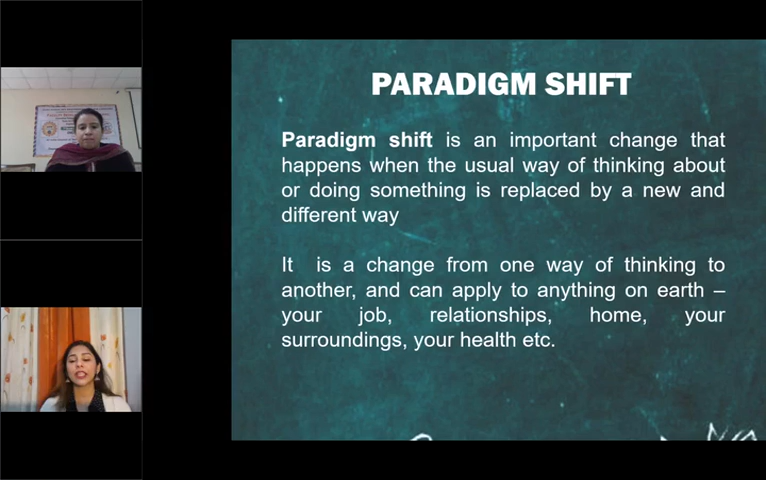 PARADIGM SHIFT
Paradigm shift is an important change that
happens when the usual way of thinking about
or doing something is replaced by a new and
different way
It is a change from one way of thinking to
another, and can apply to anything on earth –
your job, relationships, home, your
surroundings, your health etc.